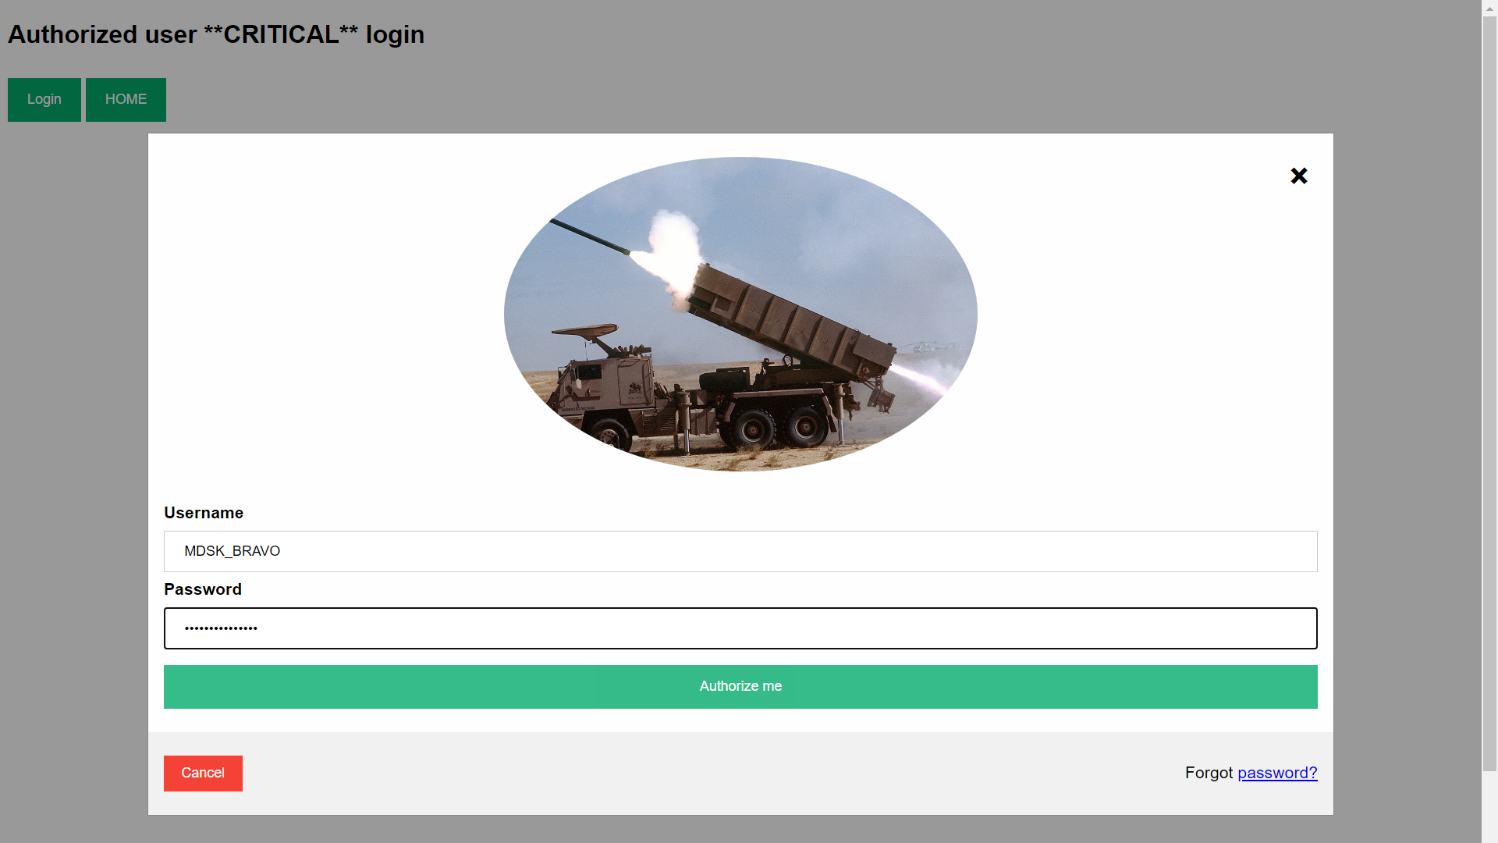 Authorized user **CRITICAL** login
Login HOME
Username
MDSK_BRAVO
Password
•••••••••••••••
Authorize me
Cancel
Forgot password?